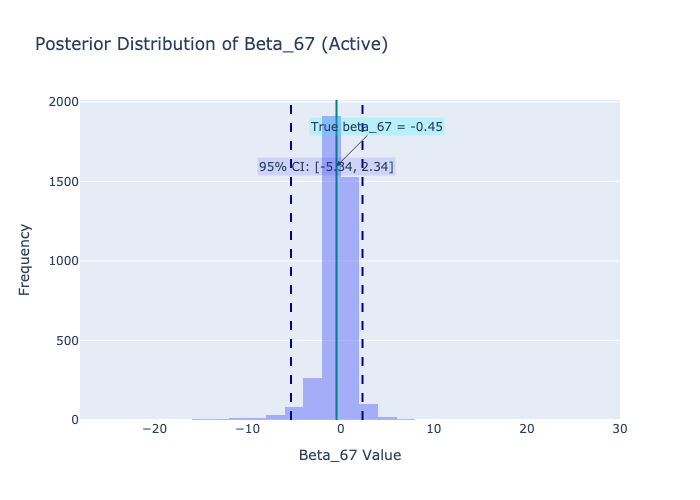 Posterior Distribution of Beta_67 (Active)
2000
True beta_67 = -0.45
95% CI: [-5.34, 2.34]
1500
Frequency
1000
500
0
−20
−10
0
10
20
30
Beta_67 Value